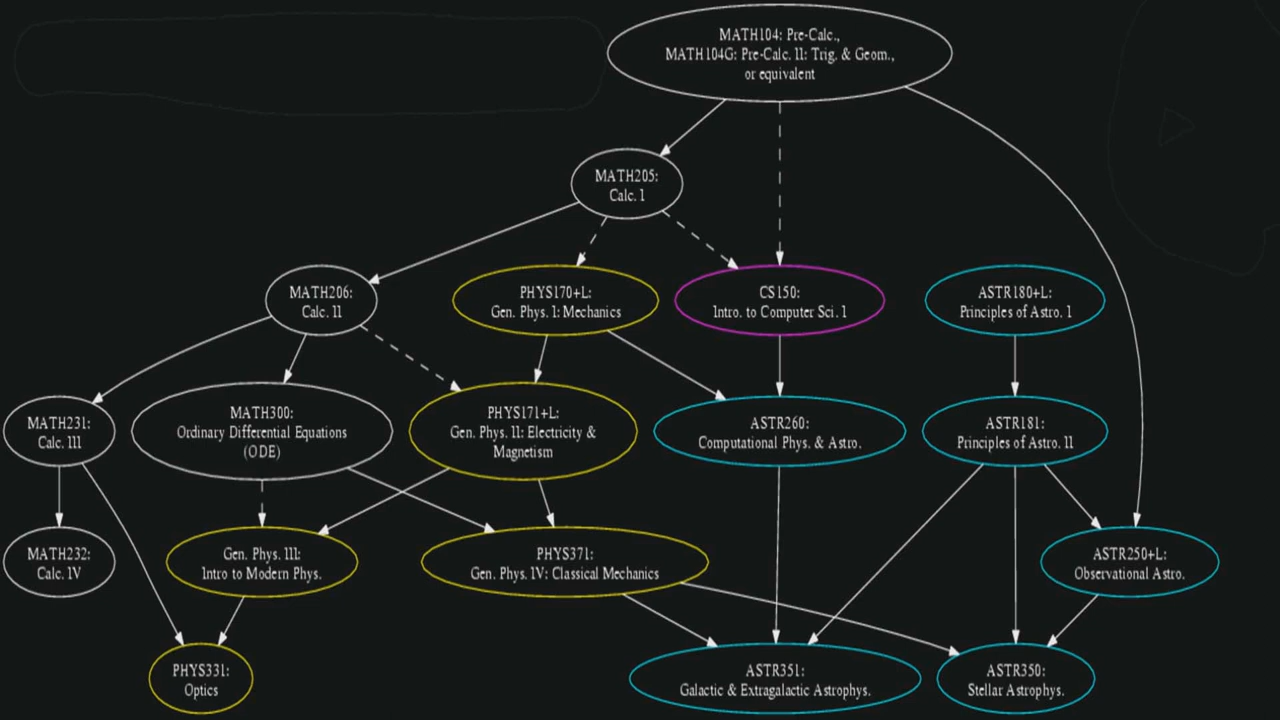 MATH104: Pre-Calc.,
MATH104G: Pre-Calc. II: Trig. & Geom.,
or equivalent
MATH205:
Calc. I
MATH206:
Calc. II
PHYS170+L:
Gen. Phys. I: Mechanics
CS150:
Intro. to Computer Sci. I
ASTR180+L:
Principles of Astro. I
MATH231:
Calc. III
MATH300:
Ordinary Differential Equations
(ODE)
PHYS171+L:
Gen. Phys. II: Electricity &
Magnetism
ASTR260:
Computational Phys. & Astro.
ASTR181:
Principles of Astro. II
MATH232:
Calc. IV
Gen. Phys. III:
Intro to Modern Phys.
PHYS371:
Gen. Phys. IV: Classical Mechanics
ASTR250+L:
Observational Astro.
PHYS331:
Optics
ASTR351:
Galactic & Extragalactic Astrophys.
ASTR350:
Stellar Astrophys.